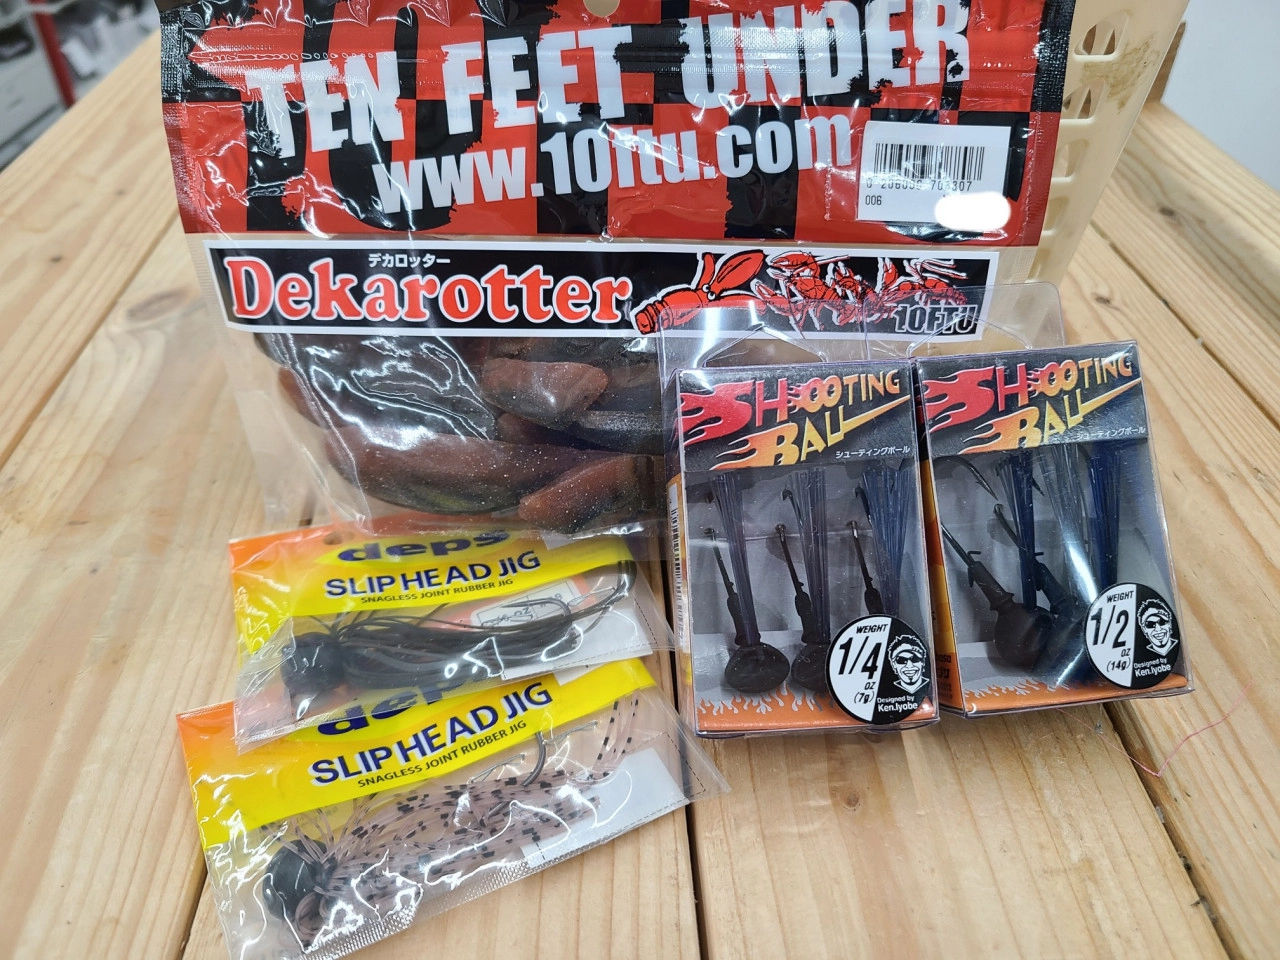 TEN FEET UNDER
www.10ftu.com
006
デカロッター
Dekarotter
10FTU
SHOOTING
BALL
シューティングボール
WEIGHT
1/4
OZ
(7g)
Designed by
Ken.Iyobe
SHOOTING
BALL
シューティングボール
WEIGHT
1/2
OZ
(14g)
Designed by
Ken.Iyobe
deps
SLIP HEAD JIG
SNAGLESS JOINT RUBBER JIG
deps
SLIP HEAD JIG
SNAGLESS JOINT RUBBER JIG